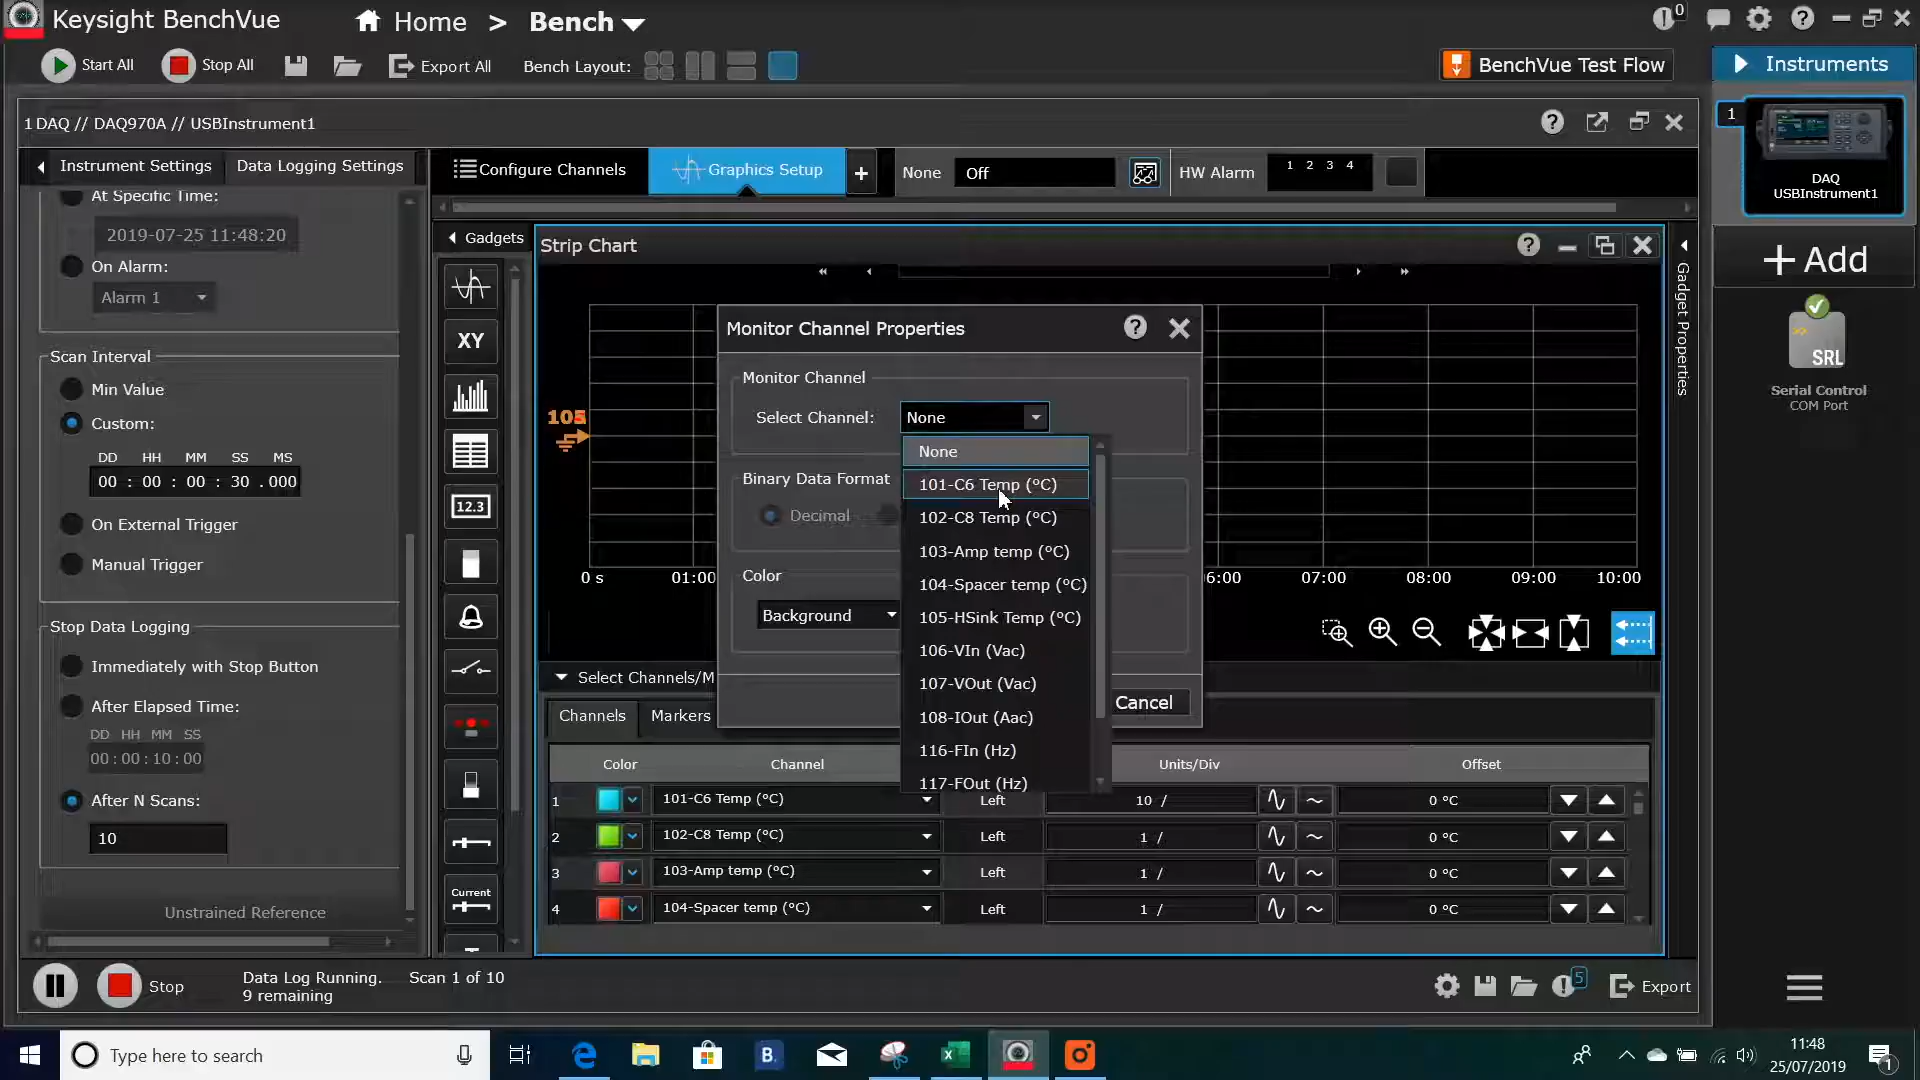 Keysight BenchVue
Home > Bench
0
Start All
Stop All
Export All
Bench Layout:
BenchVue Test Flow
Instruments
1 DAQ // DAQ970A // USBInstrument1
1
DAQ
USBInstrument1
Add
SRL
Serial Control
COM Port
Instrument Settings
Data Logging Settings
Configure Channels
Graphics Setup
+
None
Off
HW Alarm
1 2 3 4
At Specific Time:
2019-07-25 11:48:20
On Alarm:
Alarm 1
Scan Interval
Min Value
Custom:
DD HH MM SS MS
00 : 00 : 00 : 30 .000
On External Trigger
Manual Trigger
Stop Data Logging
Immediately with Stop Button
After Elapsed Time:
DD HH MM SS
00:00:10:00
After N Scans:
10
Unstrained Reference
Gadgets
XY
12.3
Current
Strip Chart
Gadget Properties
0 s
01:00
07:00
08:00
09:00
10:00
Monitor Channel Properties
Monitor Channel
Select Channel:
None
None
101-C6 Temp (°C)
102-C8 Temp (°C)
103-Amp temp (°C)
104-Spacer temp (°C)
105-HSink Temp (°C)
106-VIn (Vac)
107-VOut (Vac)
108-IOut (Aac)
116-FIn (Hz)
117-FOut (Hz)
Binary Data Format
Decimal
Color
Background
Cancel
Select Channels/M
Channels
Markers
Color
Channel
Units/Div
Offset
1 101-C6 Temp (°C) Left 10 / 0 °C
2 102-C8 Temp (°C) Left 1 / 0 °C
3 103-Amp temp (°C) Left 1 / 0 °C
4 104-Spacer temp (°C) Left 1 / 0 °C
Stop
Data Log Running. Scan 1 of 10
9 remaining
5
Export
Type here to search
B.
11:48
25/07/2019
1